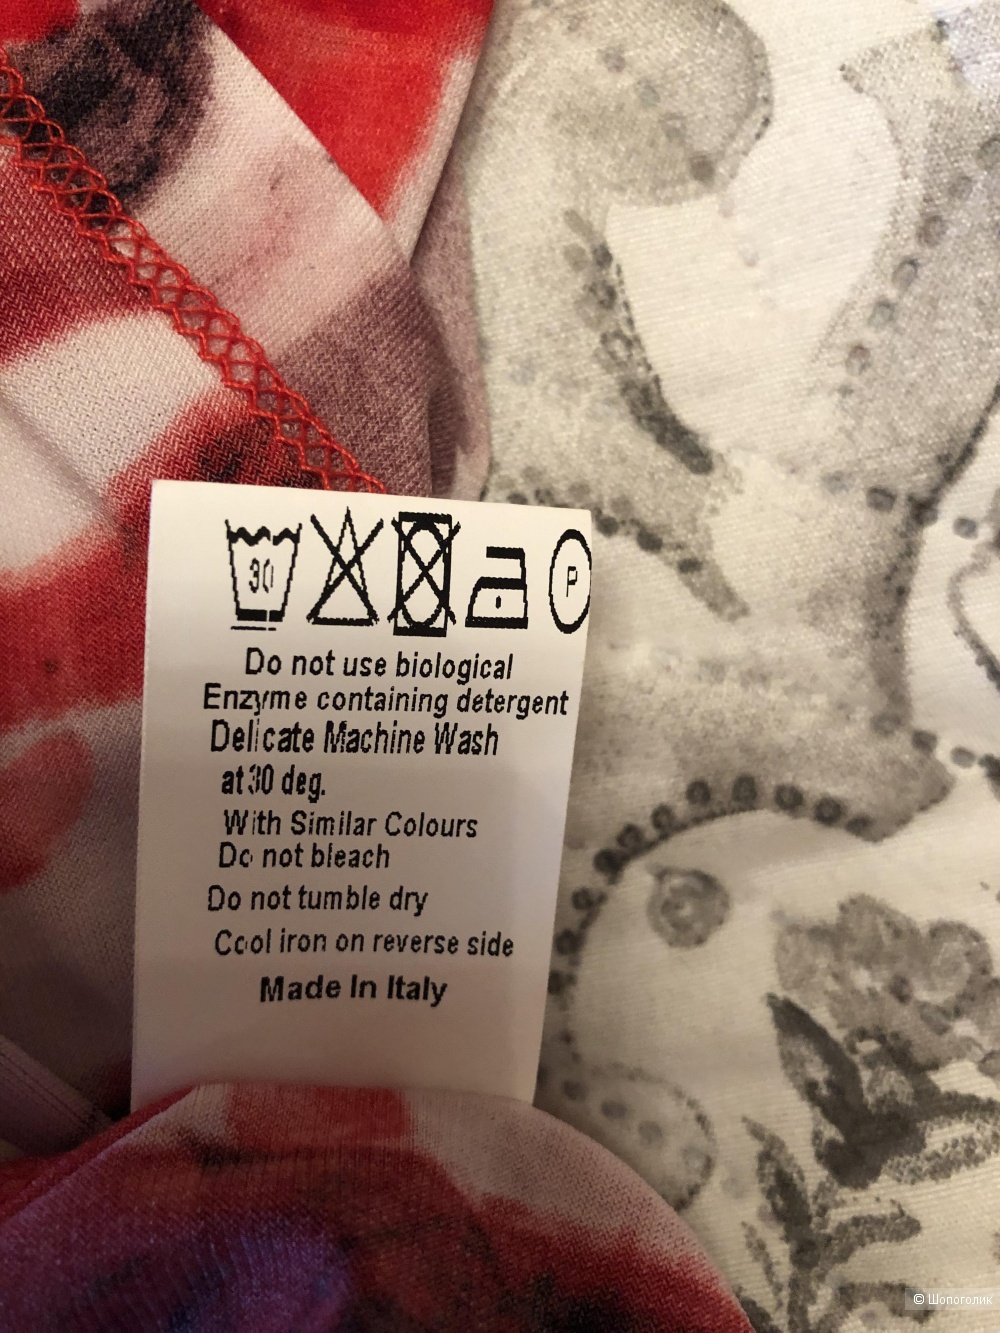 30
P
Do not use biological
Enzyme containing detergent
Delicate Machine Wash
at 30 deg.
With Similar Colours
Do not bleach
Do not tumble dry
Cool iron on reverse side
Made In Italy
© Шопоголик